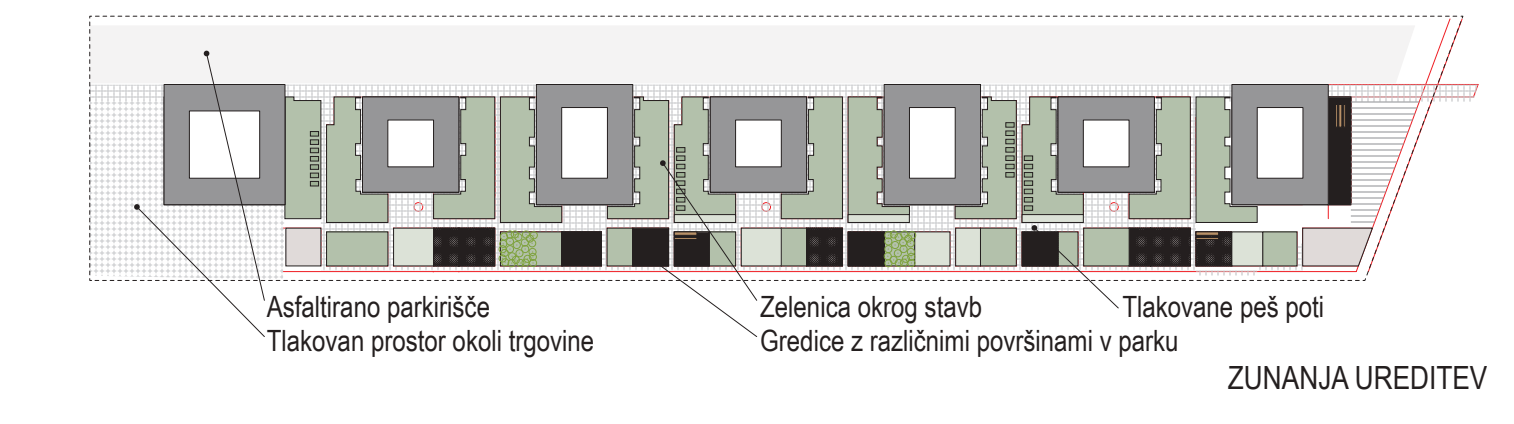 Asfaltirano parkirišče
Tlakovan prostor okoli trgovine
Zelenica okrog stavb
Gredice z različnimi površinami v parku
Tlakovane peš poti
ZUNANJA UREDITEV